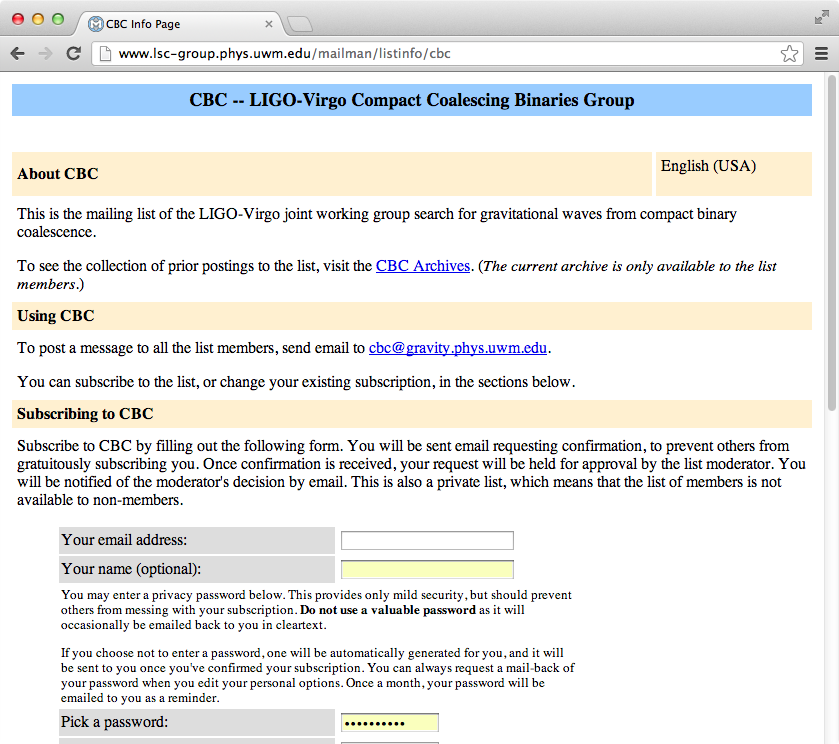 CBC Info Page
www.lsc-group.phys.uwm.edu/mailman/listinfo/cbc
CBC -- LIGO-Virgo Compact Coalescing Binaries Group
About CBC
English (USA)
This is the mailing list of the LIGO-Virgo joint working group search for gravitational waves from compact binary
coalescence.
To see the collection of prior postings to the list, visit the CBC Archives. (The current archive is only available to the list
members.)
Using CBC
To post a message to all the list members, send email to cbc@gravity.phys.uwm.edu.
You can subscribe to the list, or change your existing subscription, in the sections below.
Subscribing to CBC
Subscribe to CBC by filling out the following form. You will be sent email requesting confirmation, to prevent others from
gratuitously subscribing you. Once confirmation is received, your request will be held for approval by the list moderator. You
will be notified of the moderator's decision by email. This is also a private list, which means that the list of members is not
available to non-members.
Your email address:
Your name (optional):
You may enter a privacy password below. This provides only mild security, but should prevent
others from messing with your subscription. Do not use a valuable password as it will
occasionally be emailed back to you in cleartext.
If you choose not to enter a password, one will be automatically generated for you, and it will
be sent to you once you've confirmed your subscription. You can always request a mail-back of
your password when you edit your personal options. Once a month, your password will be
emailed to you as a reminder.
Pick a password: ••••••••••